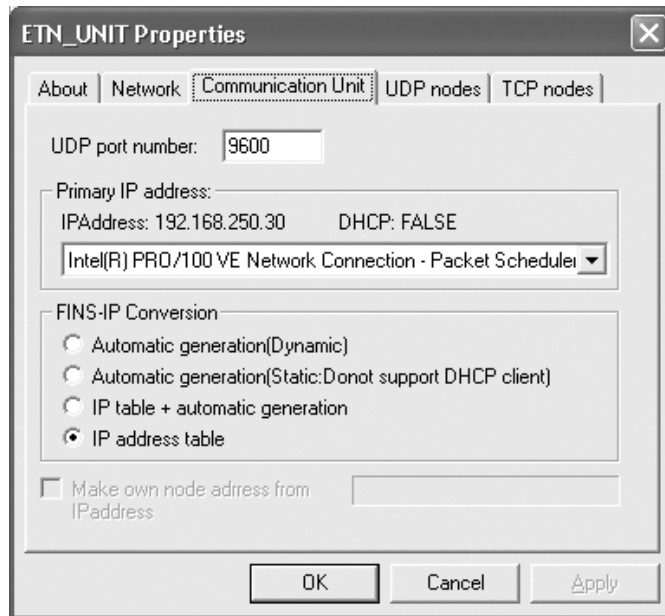 ETN_UNIT Properties
About Network Communication Unit UDP nodes TCP nodes
UDP port number: 9600
Primary IP address:
IPAddress: 192.168.250.30 DHCP: FALSE
Intel(R) PRO/100 VE Network Connection - Packet Scheduler
FINS-IP Conversion
Automatic generation(Dynamic)
Automatic generation(Static:Donot support DHCP client)
IP table + automatic generation
IP address table
Make own node adrress from
IPaddress
OK Cancel Apply